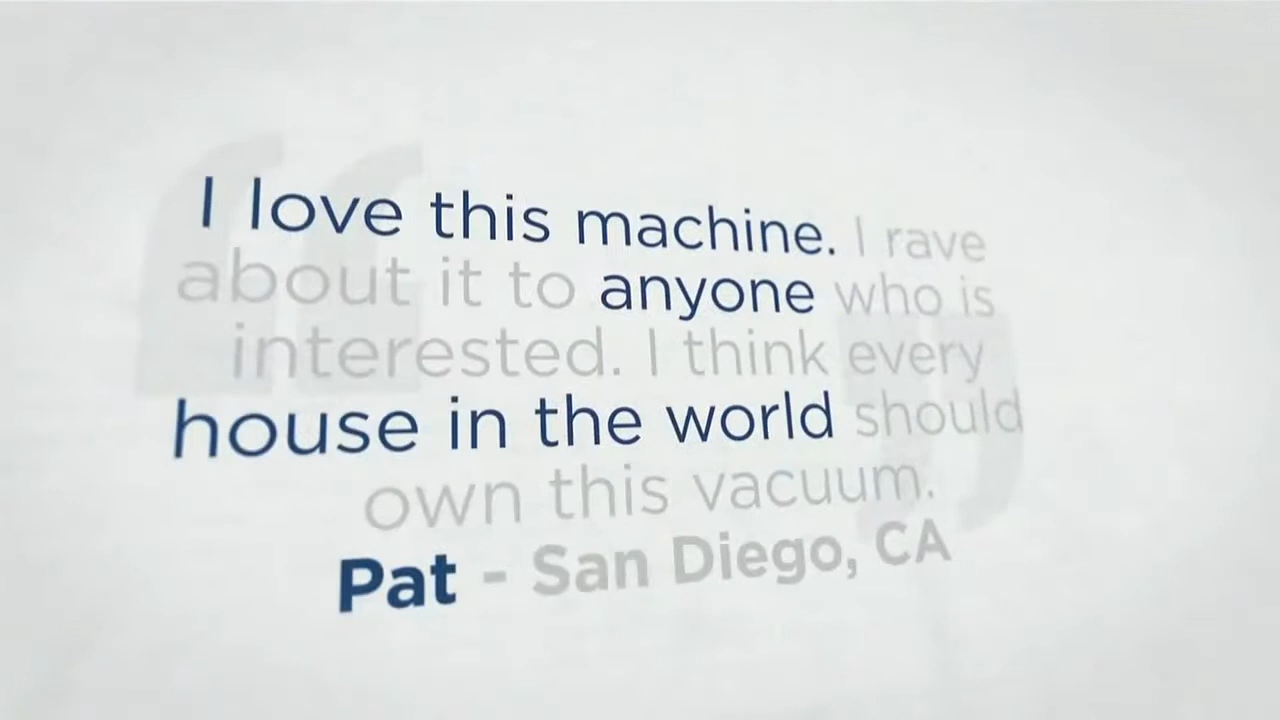 I love this machine. I rave
about it to anyone who is
interested. I think every
house in the world should
own this vacuum.
Pat - San Diego, CA